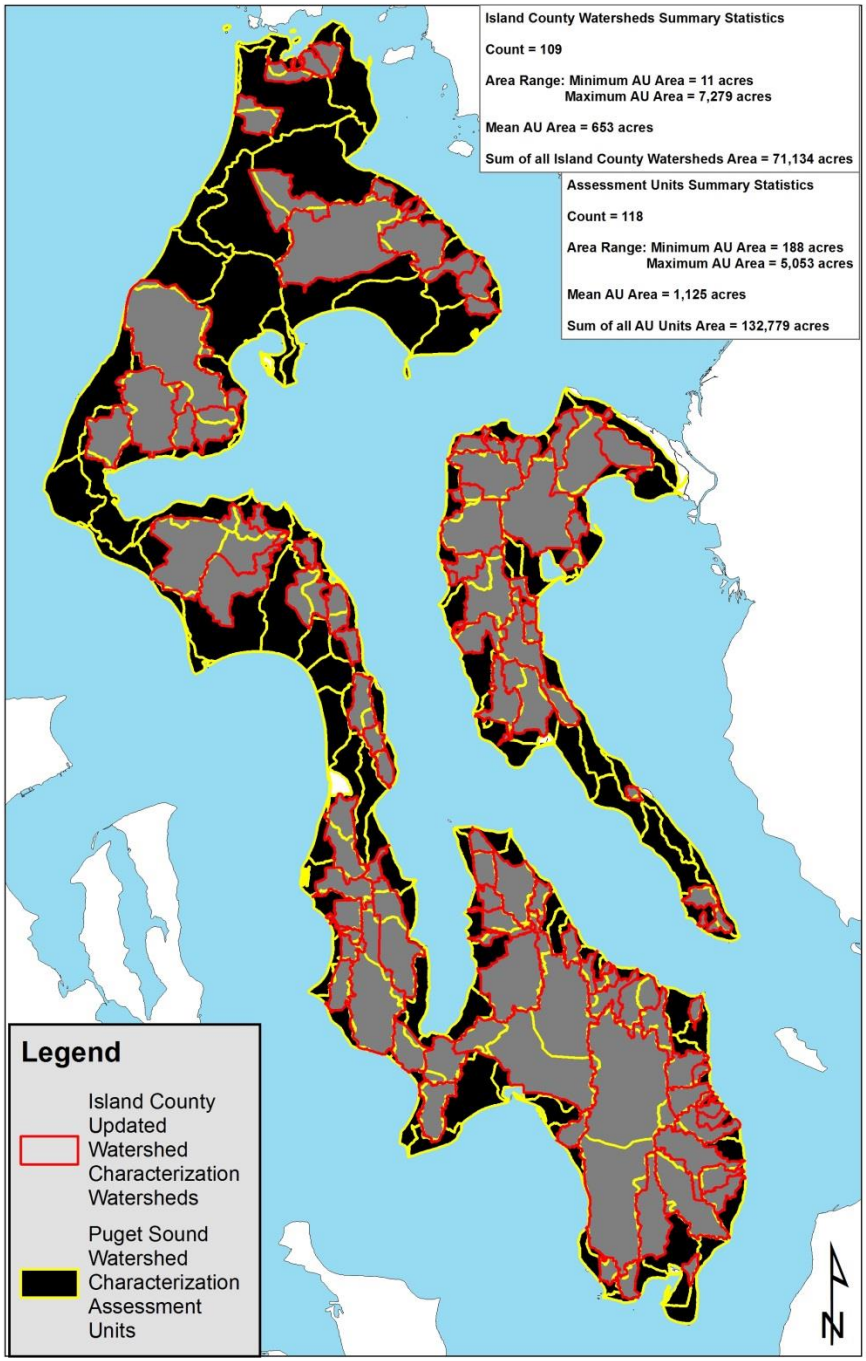 Island County Watersheds Summary Statistics
Count = 109
Area Range: Minimum AU Area = 11 acres
Maximum AU Area = 7,279 acres
Mean AU Area = 653 acres
Sum of all Island County Watersheds Area = 71,134 acres
Assessment Units Summary Statistics
Count = 118
Area Range: Minimum AU Area = 188 acres
Maximum AU Area = 5,053 acres
Mean AU Area = 1,125 acres
Sum of all AU Units Area = 132,779 acres
Legend
Island County
Updated
Watershed
Characterization
Watersheds
Puget Sound
Watershed
Characterization
Assessment
Units
N